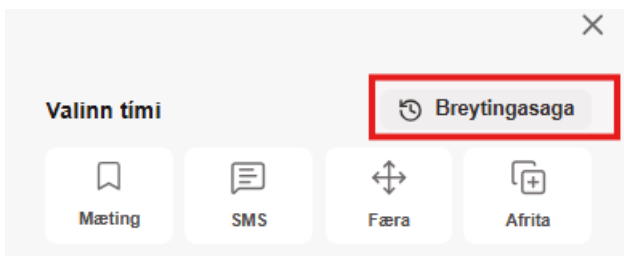 Valinn tími
Breytingasaga
Mæting
SMS
Færa
Afrita